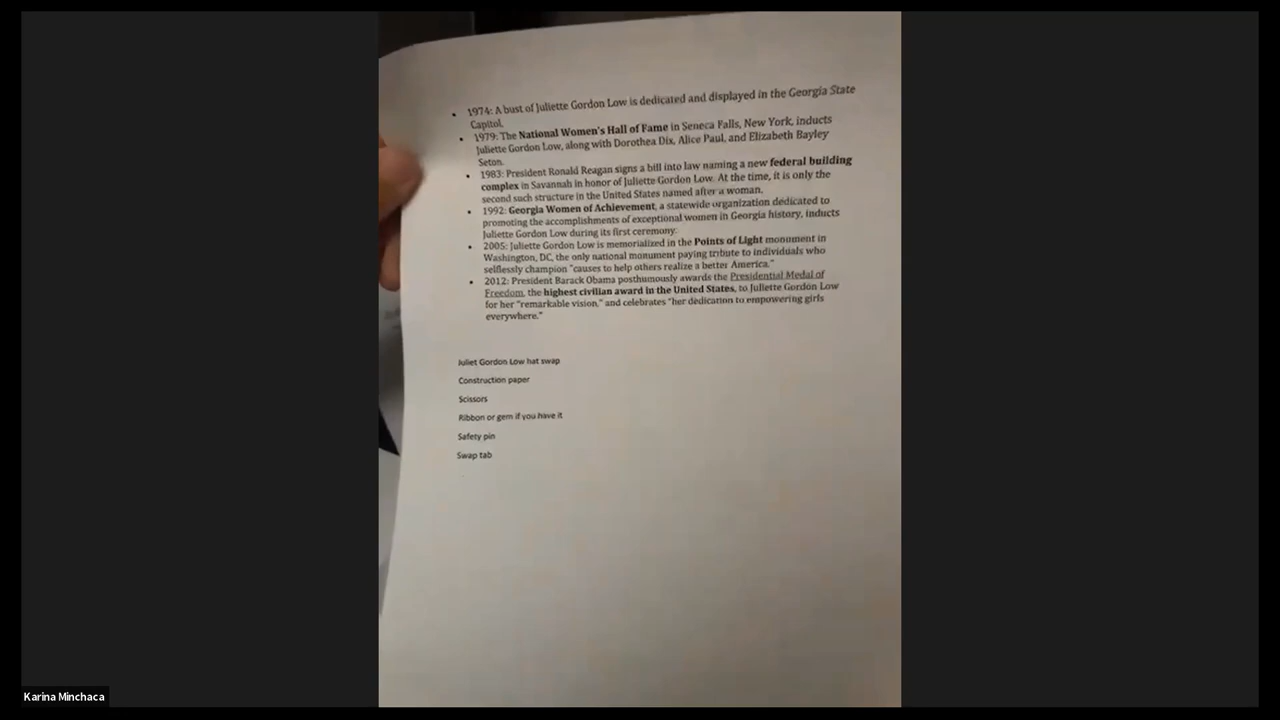 • 1974: A bust of Juliette Gordon Low is dedicated and displayed in the Georgia State
Capitol.
• 1979: The National Women's Hall of Fame in Seneca Falls, New York, inducts
Juliette Gordon Low, along with Dorothea Dix, Alice Paul, and Elizabeth Bayley
Seton.
• 1983: President Ronald Reagan signs a bill into law naming a new federal building
complex in Savannah in honor of Juliette Gordon Low. At the time, it is only the
second such structure in the United States named after a woman.
• 1992: Georgia Women of Achievement, a statewide organization dedicated to
promoting the accomplishments of exceptional women in Georgia history, inducts
Juliette Gordon Low during its first ceremony.
• 2005: Juliette Gordon Low is memorialized in the Points of Light monument in
Washington, DC, the only national monument paying tribute to individuals who
selflessly champion "causes to help others realize a better America."
• 2012: President Barack Obama posthumously awards the Presidential Medal of
Freedom, the highest civilian award in the United States, to Juliette Gordon Low
for her "remarkable vision," and celebrates "her dedication to empowering girls
everywhere."
Juliet Gordon Low hat swap
Construction paper
Scissors
Ribbon or gem if you have it
Safety pin
Swap tab
Karina Minchaca